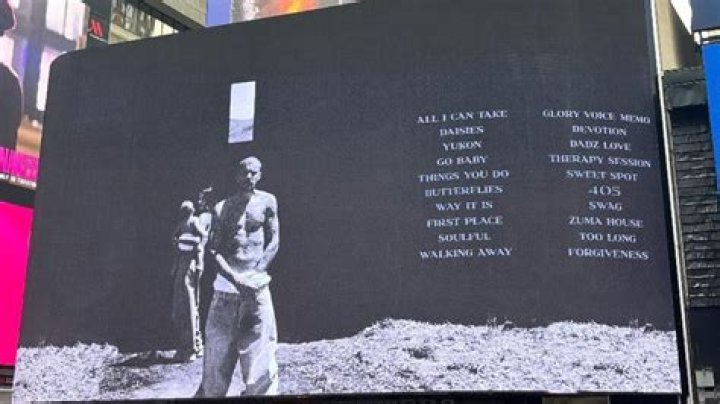 ALL I CAN TAKE
DAISIES
YUKON
GO BABY
THINGS YOU DO
BUTTERFLIES
WAY IT IS
FIRST PLACE
SOULFUL
WALKING AWAY
GLORY VOICE MEMO
DEVOTION
DADZ LOVE
THERAPY SESSION
SWEET SPOT
405
SWAG
ZUMA HOUSE
TOO LONG
FORGIVENESS